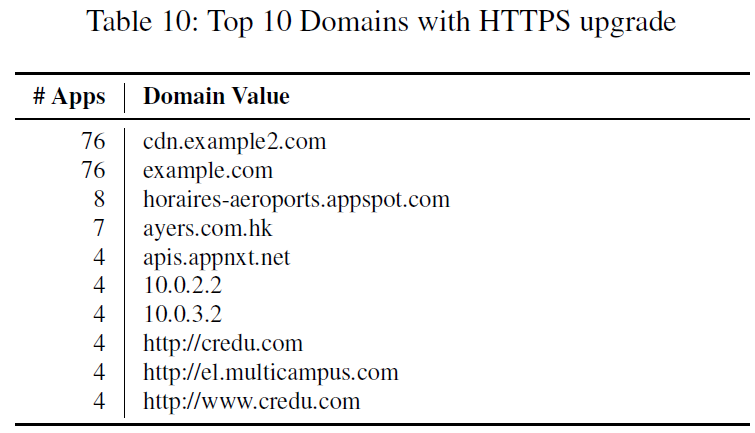 Table 10: Top 10 Domains with HTTPS upgrade
# Apps Domain Value
76 cdn.example2.com
76 example.com
8 horaires-aeroports.appspot.com
7 ayers.com.hk
4 apis.appnxt.net
4 10.0.2.2
4 10.0.3.2
4 http://credu.com
4 http://el.multicampus.com
4 http://www.credu.com